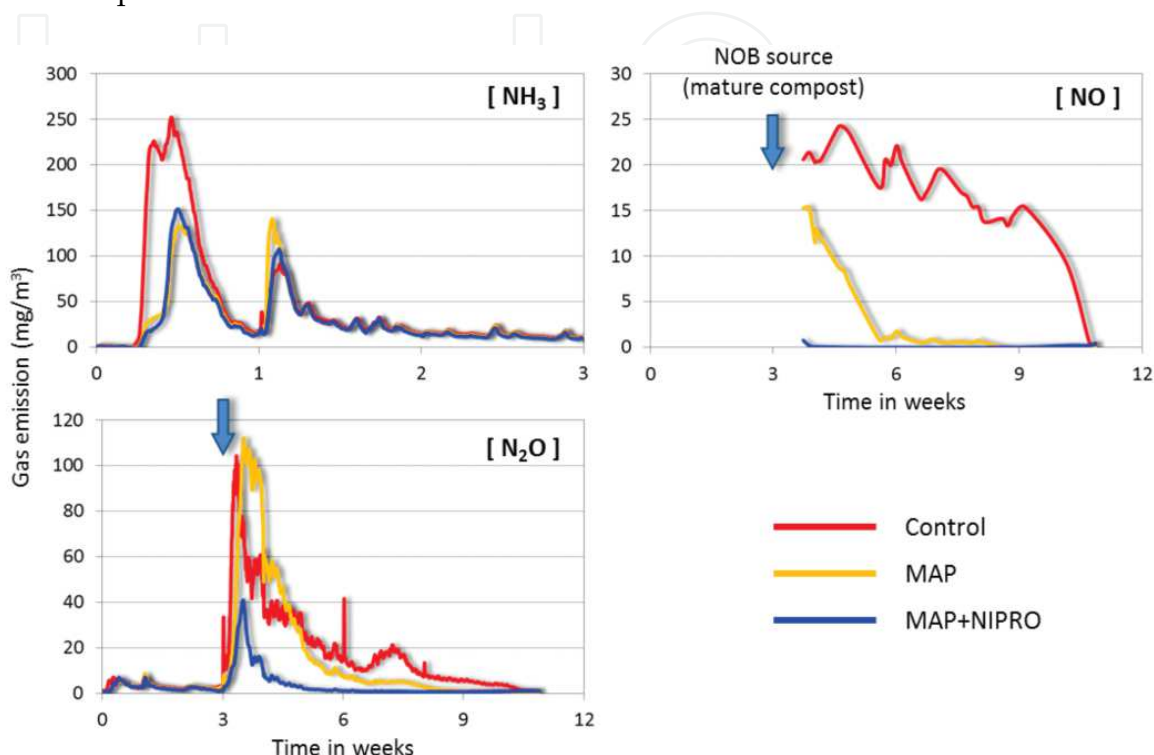 NOB source
(mature compost)
[ NH₃ ]
300
250
200
150
100
50
0
0 1 2 3
[ NO ]
30
25
20
15
10
5
0
0 3 6 9 12
Time in weeks
Gas emission (mg/m³)
[ N₂O ]
120
100
80
60
40
20
0
0 3 6 9 12
Time in weeks
Control
MAP
MAP+NIPRO